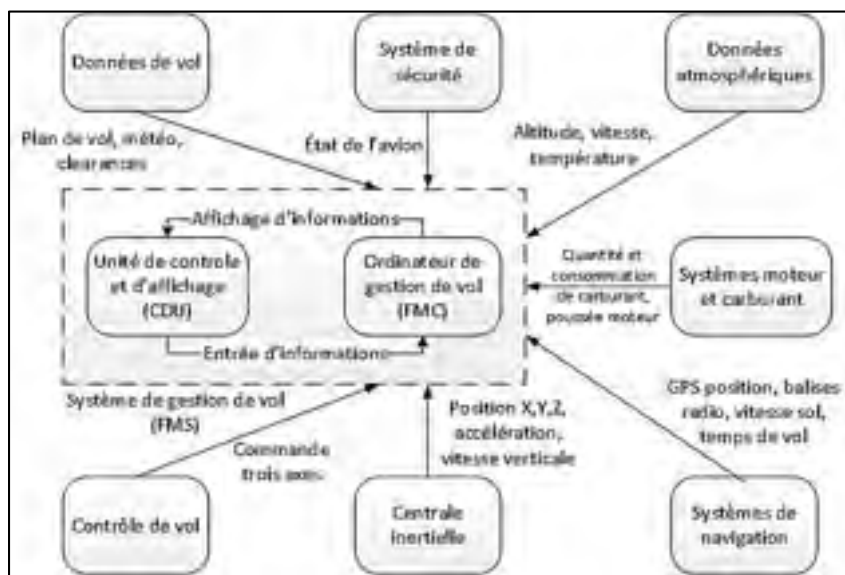 Données de vol
Système de
sécurité
Données
atmosphériques
Plan de vol, météo,
clearances
État de l'avion
Altitude, vitesse,
température
Affichage d'informations
Unité de controle
et d'affichage
(CDU)
Ordinateur de
gestion de vol
(FMC)
Quantité et
consommation
de carburant,
poussée moteur
Systèmes moteur
et carburant
Entrée d'informations
Système de gestion de vol
(FMS)
Commande
trois axes
Position X,Y,Z,
accélération,
vitesse verticale
GPS position, balises
radio, vitesse sol,
temps de vol
Contrôle de vol
Centrale
inertielle
Systèmes de
navigation